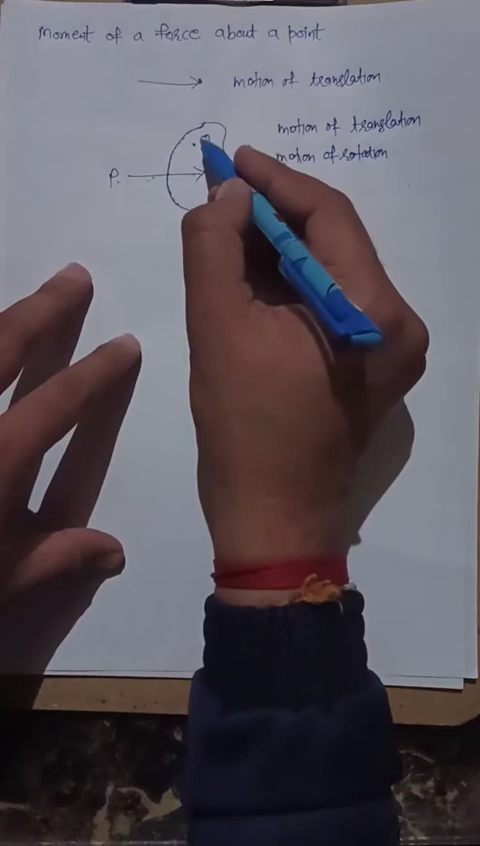 Moment of a force about a point
motion of translation
motion of translation
motion of rotation
P.